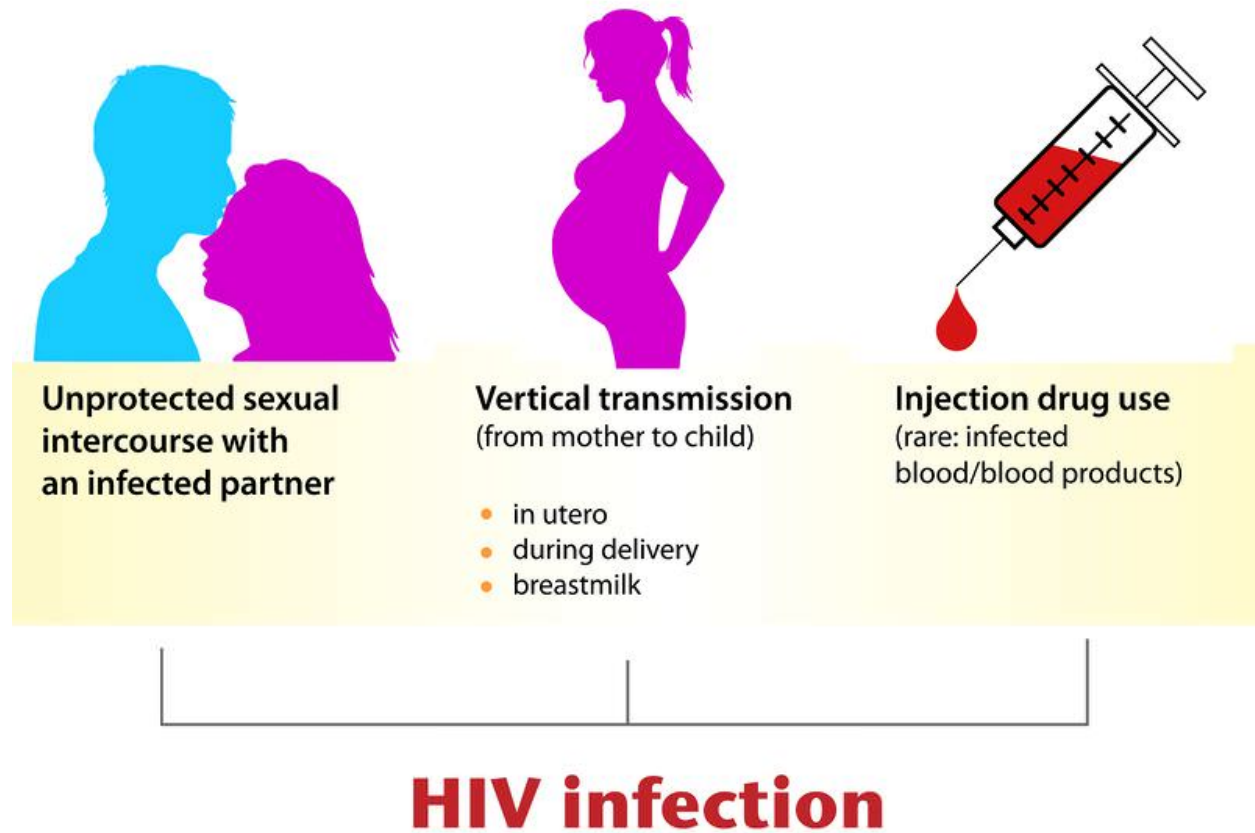 Unprotected sexual
intercourse with
an infected partner
Vertical transmission
(from mother to child)
• in utero
• during delivery
• breastmilk
Injection drug use
(rare: infected
blood/blood products)
HIV infection